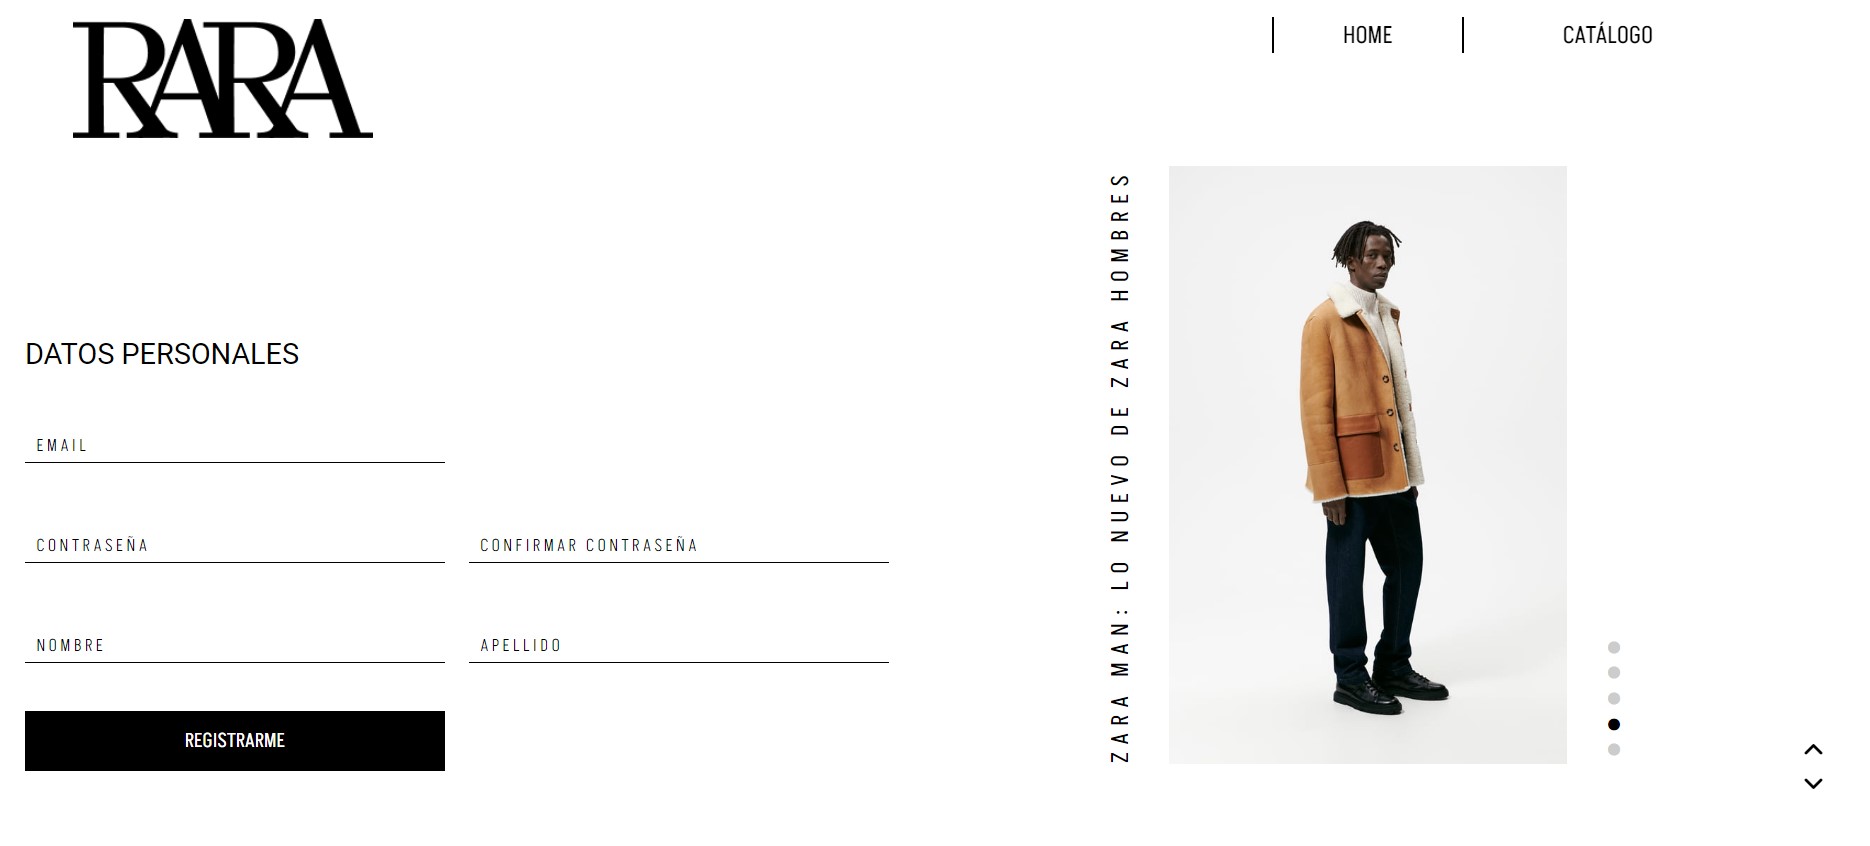 RARA
HOME
CATÁLOGO
DATOS PERSONALES
EMAIL
CONTRASEÑA
CONFIRMAR CONTRASEÑA
NOMBRE
APELLIDO
REGISTRARME
ZARA MAN: LO NUEVO DE ZARA HOMBRES